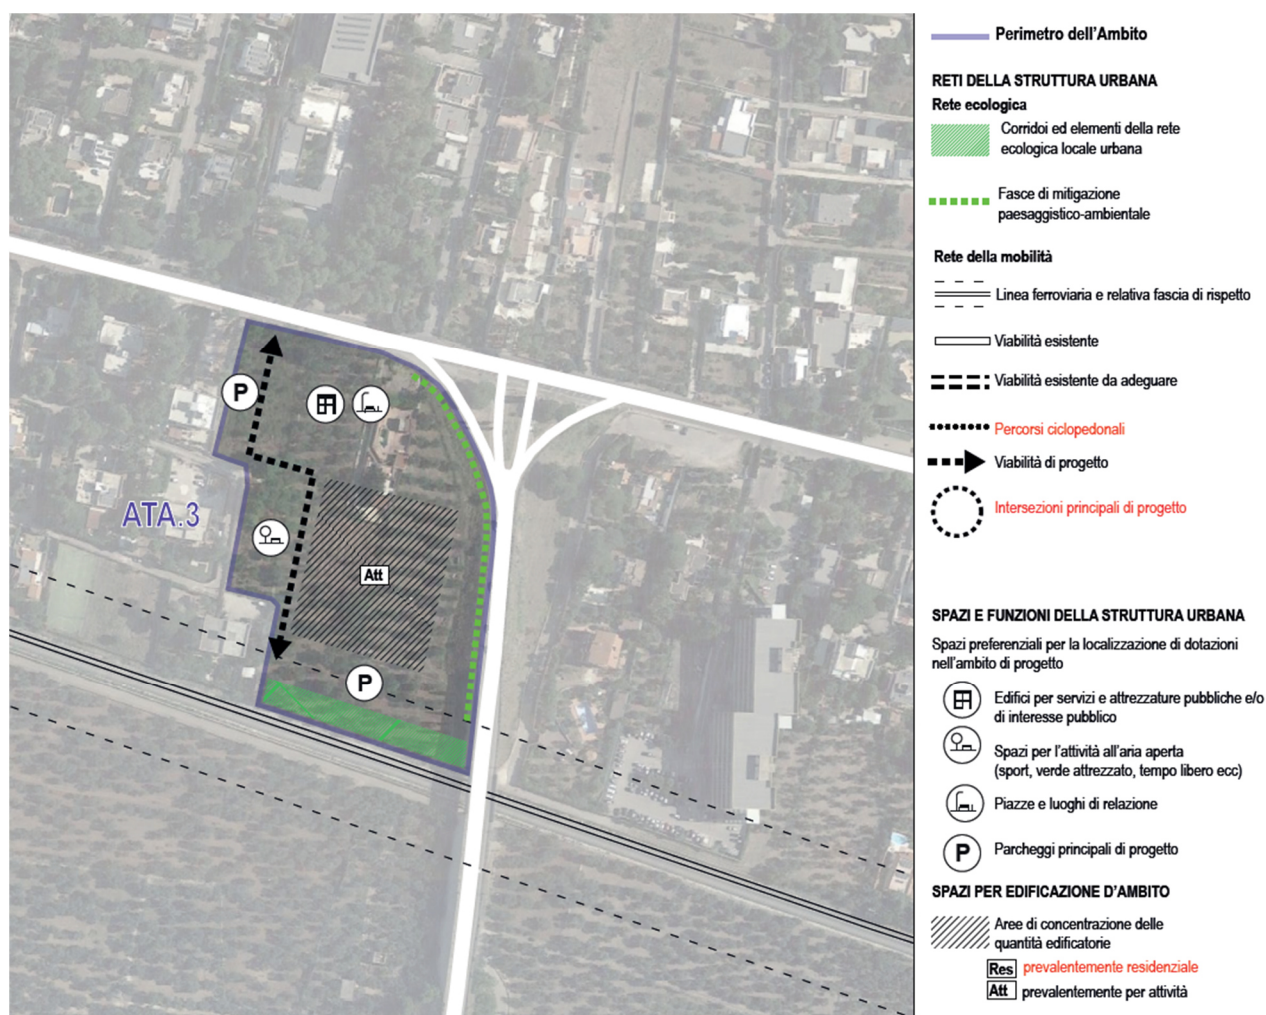 P
ATA.3
Att
P
Perimetro dell'Ambito
RETI DELLA STRUTTURA URBANA
Rete ecologica
Corridoi ed elementi della rete
ecologica locale urbana
Fasce di mitigazione
paesaggistico-ambientale
Rete della mobilità
Linea ferroviaria e relativa fascia di rispetto
Viabilità esistente
Viabilità esistente da adeguare
Percorsi ciclopedonali
Viabilità di progetto
Intersezioni principali di progetto
SPAZI E FUNZIONI DELLA STRUTTURA URBANA
Spazi preferenziali per la localizzazione di dotazioni
nell'ambito di progetto
Edifici per servizi e attrezzature pubbliche e/o
di interesse pubblico
Spazi per l'attività all'aria aperta
(sport, verde attrezzato, tempo libero ecc)
Piazze e luoghi di relazione
P Parcheggi principali di progetto
SPAZI PER EDIFICAZIONE D'AMBITO
Aree di concentrazione delle
quantità edificatorie
Res prevalentemente residenziale
Att prevalentemente per attività